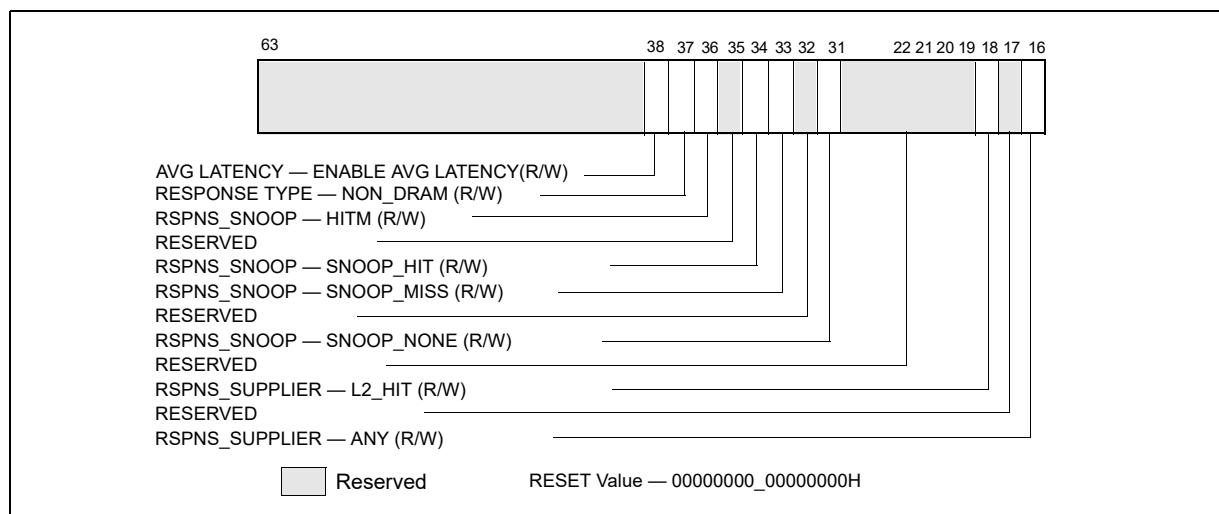 63 38 37 36 35 34 33 32 31 22 21 20 19 18 17 16
AVG LATENCY — ENABLE AVG LATENCY(R/W)
RESPONSE TYPE — NON_DRAM (R/W)
RSPNS_SNOOP — HITM (R/W)
RESERVED
RSPNS_SNOOP — SNOOP_HIT (R/W)
RSPNS_SNOOP — SNOOP_MISS (R/W)
RESERVED
RSPNS_SNOOP — SNOOP_NONE (R/W)
RESERVED
RSPNS_SUPPLIER — L2_HIT (R/W)
RESERVED
RSPNS_SUPPLIER — ANY (R/W)
Reserved RESET Value — 00000000_00000000H